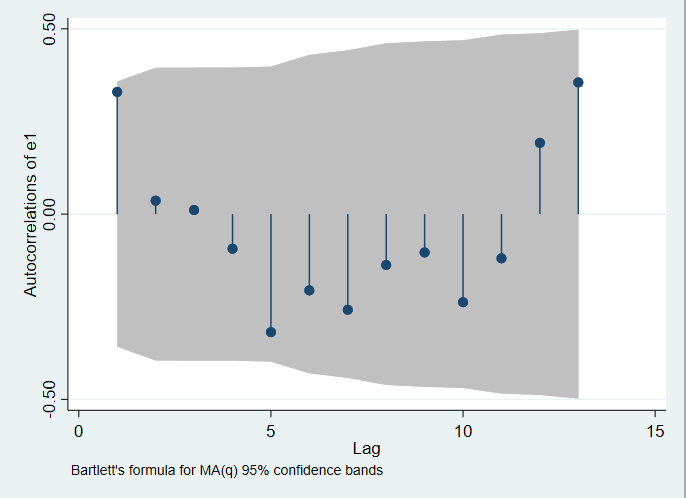 Autocorrelations of e1
0.50
0.00
-0.50
0
5
10
15
Lag
Bartlett's formula for MA(q) 95% confidence bands